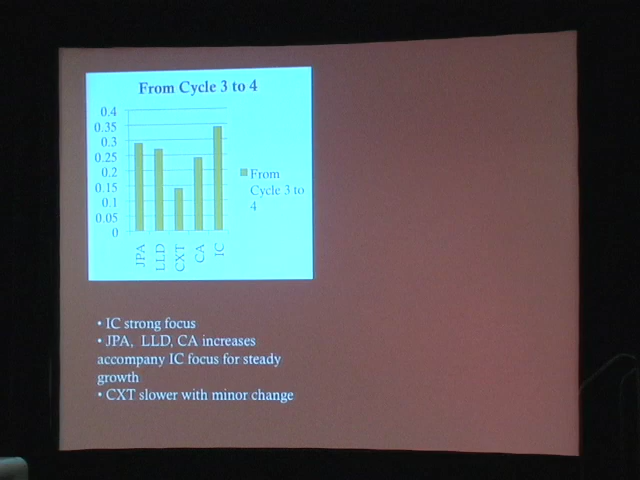 From Cycle 3 to 4
0.4
0.35
0.3
0.25
0.2
0.15
0.1
0.05
0
JPA
LLD
CXT
CA
IC
From
Cycle 3 to
4
• IC strong focus
• JPA, LLD, CA increases
accompany IC focus for steady
growth
• CXT slower with minor change